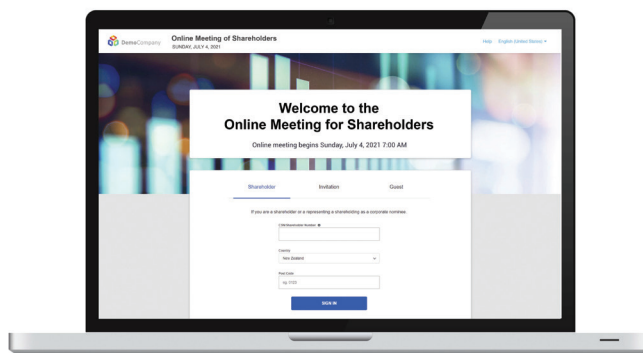 DemoCompany
Online Meeting of Shareholders
SUNDAY, JULY 4, 2021
Help
English (United States)
Welcome to the
Online Meeting for Shareholders
Online meeting begins Sunday, July 4, 2021 7:00 AM
Shareholder
Invitation
Guest
If you are a shareholder or a representing a shareholding as a corporate nominee.
Country
New Zealand
Post Code
eg. 0123
SIGN IN